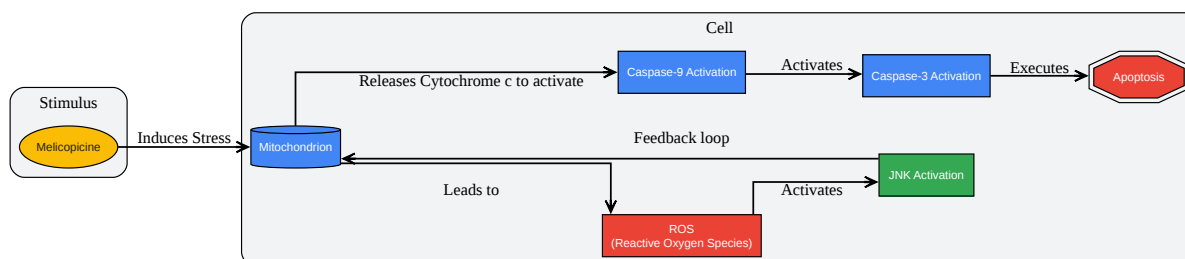 Cell
Stimulus
Melicopicine
Induces Stress
Mitochondrion
Releases Cytochrome c to activate
Caspase-9 Activation
Activates
Caspase-3 Activation
Executes
Apoptosis
Feedback loop
Leads to
ROS
(Reactive Oxygen Species)
Activates
JNK Activation